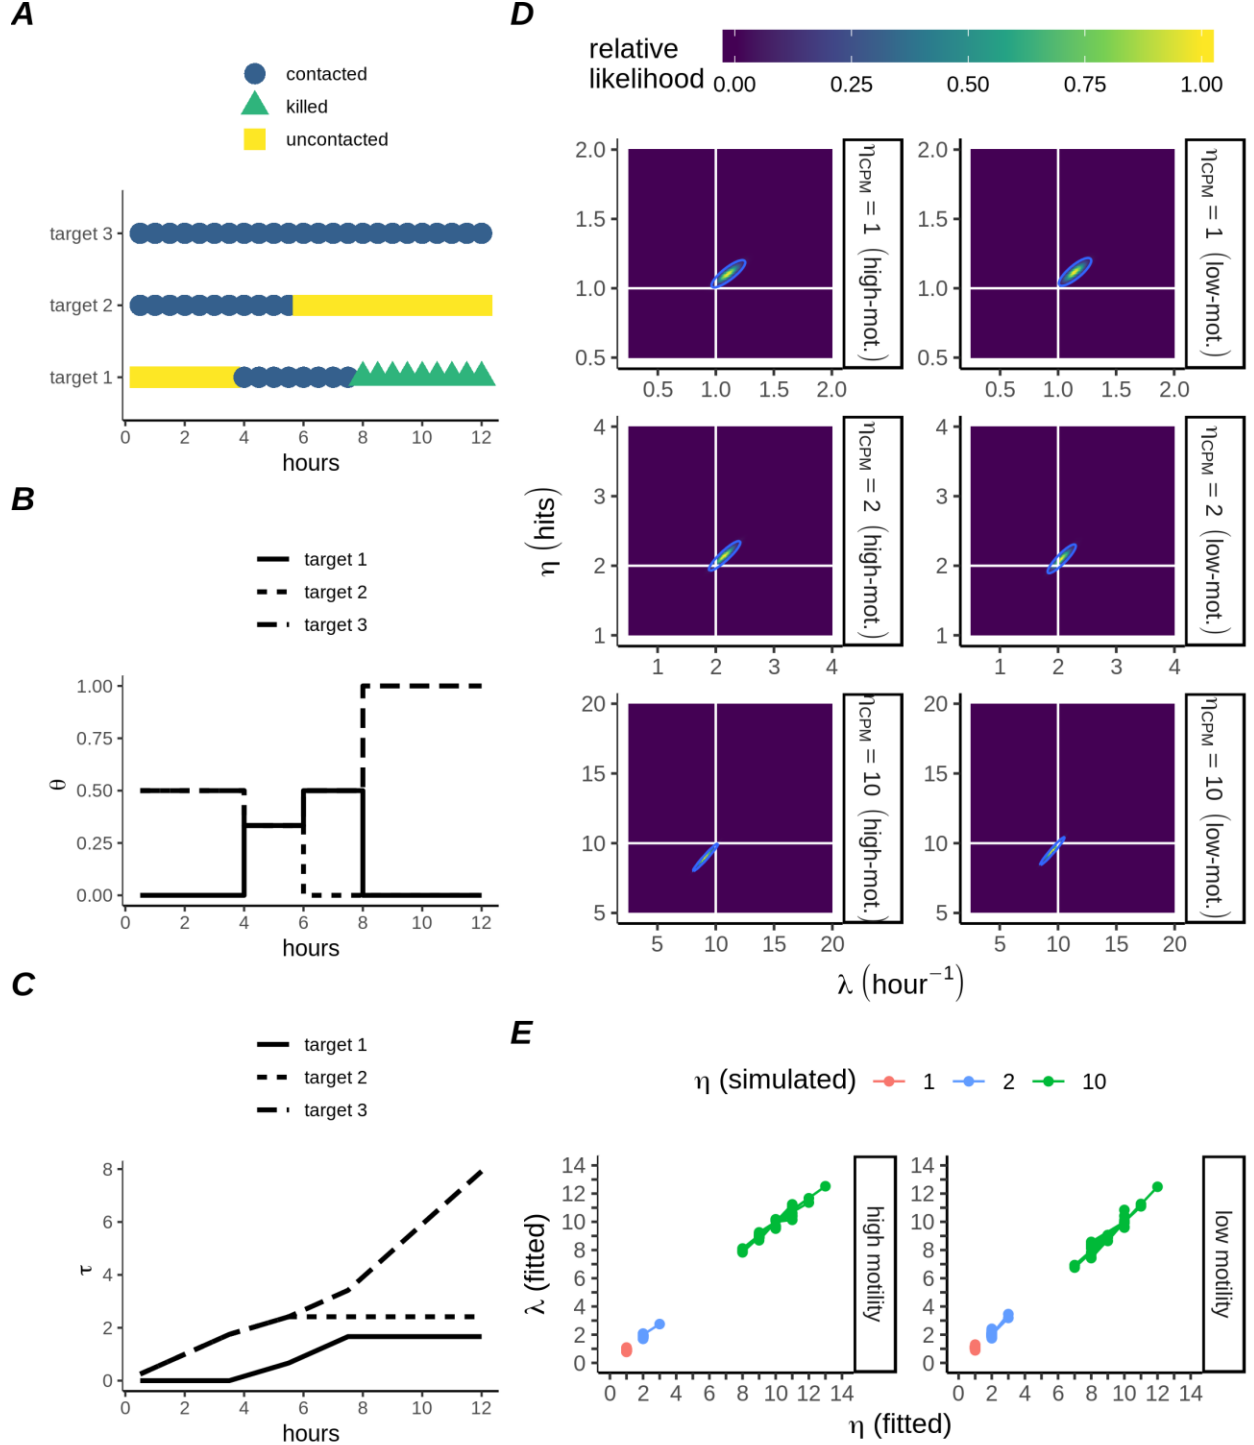 A
contacted
killed
uncontacted
target 3
target 2
target 1
0 2 4 6 8 10 12
hours
B
target 1
target 2
target 3
1.00
0.75
0.50
0.25
0.00
θ
0 2 4 6 8 10 12
hours
C
target 1
target 2
target 3
8
6
4
2
0
τ
0 2 4 6 8 10 12
hours
D
relative
likelihood
0.00 0.25 0.50 0.75 1.00
2.0
1.5
1.0
0.5
0.5 1.0 1.5 2.0
ηCPM = 1 (high-mot.)
2.0
1.5
1.0
0.5
0.5 1.0 1.5 2.0
ηCPM = 1 (low-mot.)
4
3
2
1
1 2 3 4
ηCPM = 2 (high-mot.)
4
3
2
1
1 2 3 4
ηCPM = 2 (low-mot.)
20
15
10
5
5 10 15 20
ηCPM = 10 (high-mot.)
20
15
10
5
5 10 15 20
ηCPM = 10 (low-mot.)
η (hits)
λ (hour⁻¹)
E
η (simulated) 1 2 10
14
12
10
8
6
4
2
0
0 2 4 6 8 10 12 14
high motility
14
12
10
8
6
4
2
0
0 2 4 6 8 10 12 14
low motility
λ (fitted)
η (fitted)